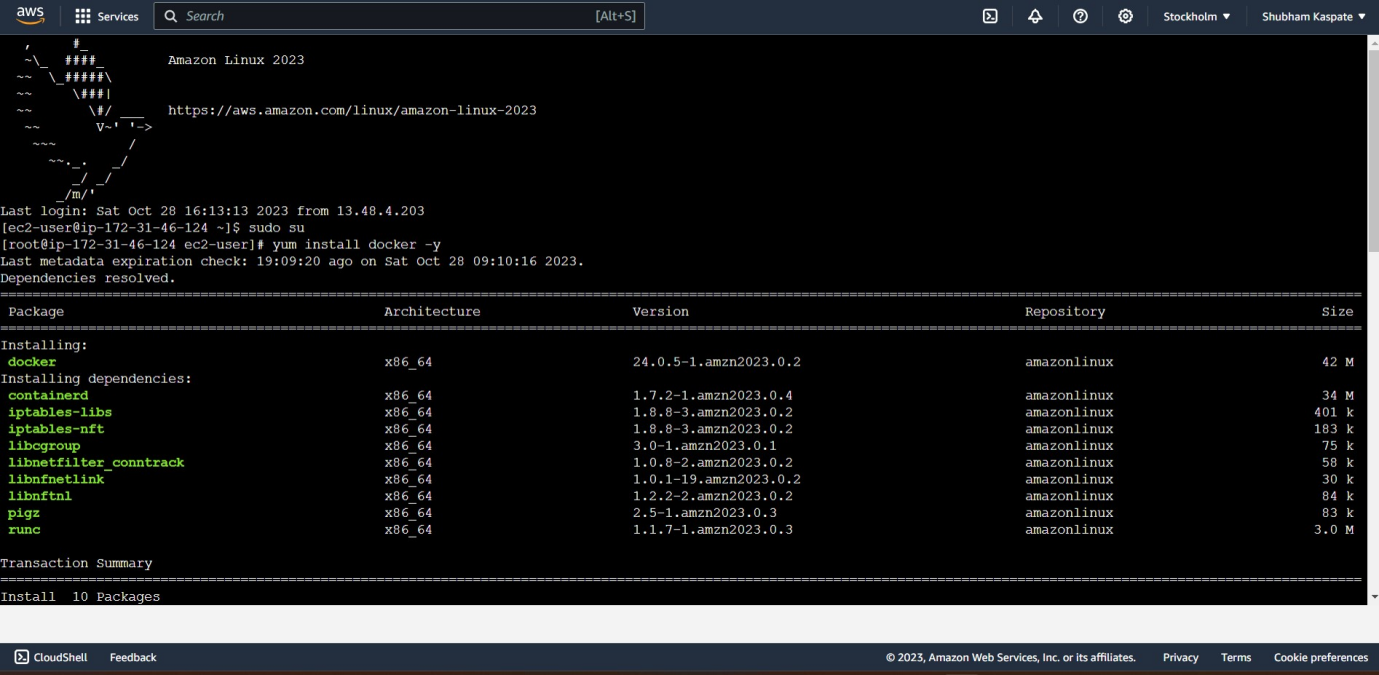 aws Services Search [Alt+S] Stockholm ▼ Shubham Kaspate ▼
   ,     #_
   ~\_  ####_        Amazon Linux 2023
  ~~  \_#####\
  ~~     \###|
  ~~       \#/ ___   https://aws.amazon.com/linux/amazon-linux-2023
   ~~       V~' '->
    ~~~         /
      ~~._.   _/
         _/ _/
       _/m/'
Last login: Sat Oct 28 16:13:13 2023 from 13.48.4.203
[ec2-user@ip-172-31-46-124 ~]$ sudo su
[root@ip-172-31-46-124 ec2-user]# yum install docker -y
Last metadata expiration check: 19:09:20 ago on Sat Oct 28 09:10:16 2023.
Dependencies resolved.
Package Architecture Version Repository Size
Installing:
docker x86_64 24.0.5-1.amzn2023.0.2 amazonlinux 42 M
Installing dependencies:
containerd x86_64 1.7.2-1.amzn2023.0.4 amazonlinux 34 M
iptables-libs x86_64 1.8.8-3.amzn2023.0.2 amazonlinux 401 k
iptables-nft x86_64 1.8.8-3.amzn2023.0.2 amazonlinux 183 k
libcgroup x86_64 3.0-1.amzn2023.0.1 amazonlinux 75 k
libnetfilter_conntrack x86_64 1.0.8-2.amzn2023.0.2 amazonlinux 58 k
libnfnetlink x86_64 1.0.1-19.amzn2023.0.2 amazonlinux 30 k
libnftnl x86_64 1.2.2-2.amzn2023.0.2 amazonlinux 84 k
pigz x86_64 2.5-1.amzn2023.0.3 amazonlinux 83 k
runc x86_64 1.1.7-1.amzn2023.0.3 amazonlinux 3.0 M
Transaction Summary
Install  10 Packages
CloudShell Feedback © 2023, Amazon Web Services, Inc. or its affiliates. Privacy Terms Cookie preferences